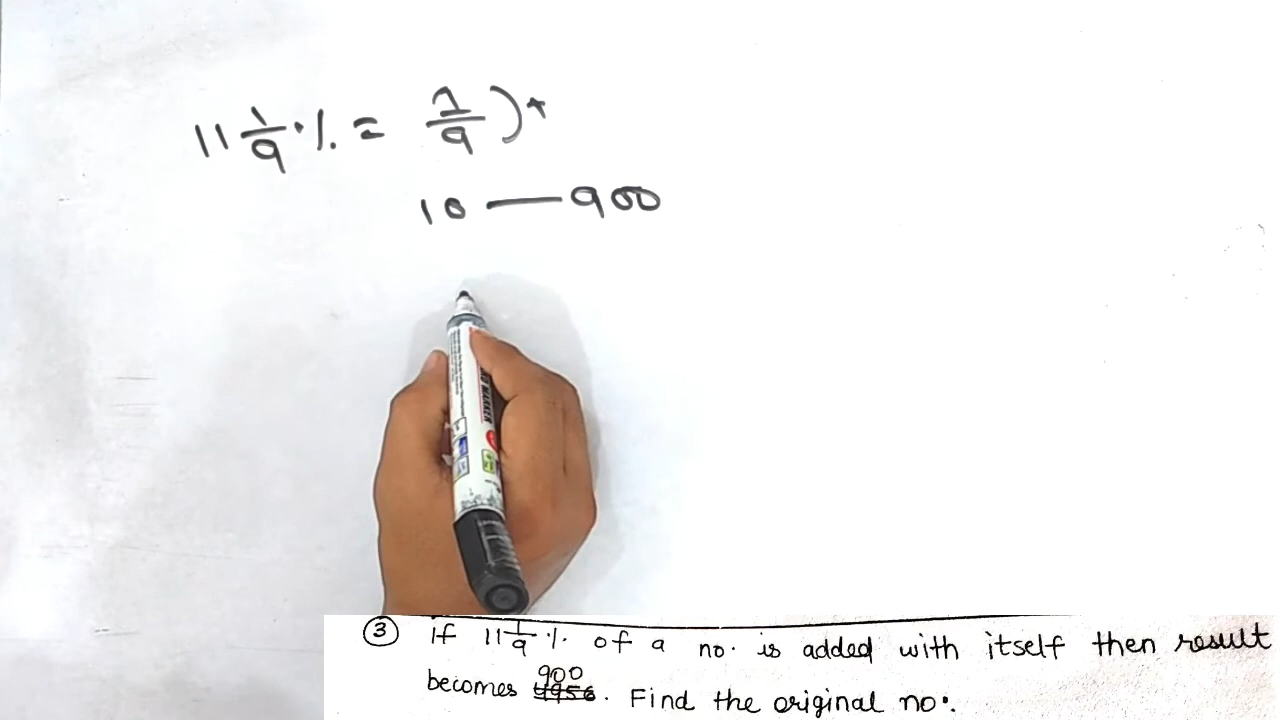 11 1/9 % = 1/9 )+
10 — 900
③ If 11 1/9 % of a no. is added with itself then result
becomes 4956 900. Find the original no.